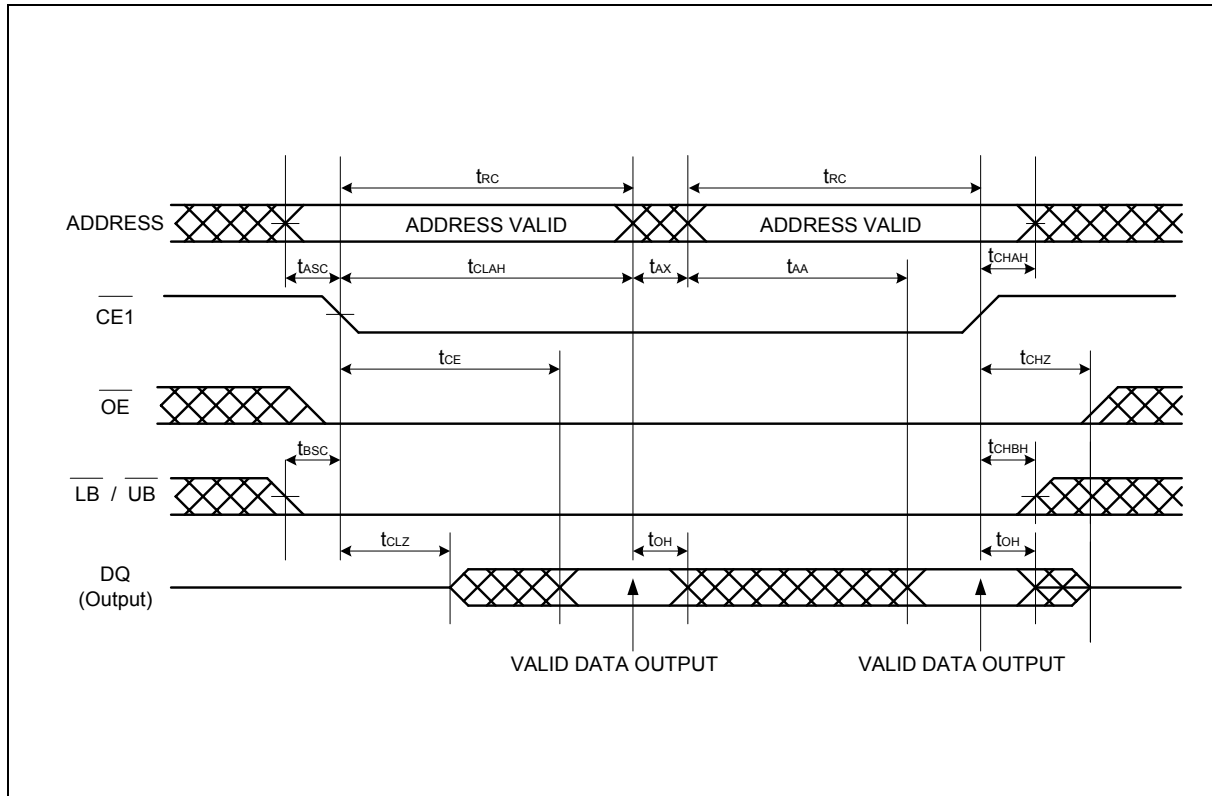 tRC
tRC
ADDRESS
ADDRESS VALID
ADDRESS VALID
tASC
tCLAH
tAX
tAA
tCHAH
CE1
tCE
tCHZ
OE
tBSC
tCHBH
LB / UB
tCLZ
tOH
tOH
DQ
(Output)
VALID DATA OUTPUT
VALID DATA OUTPUT